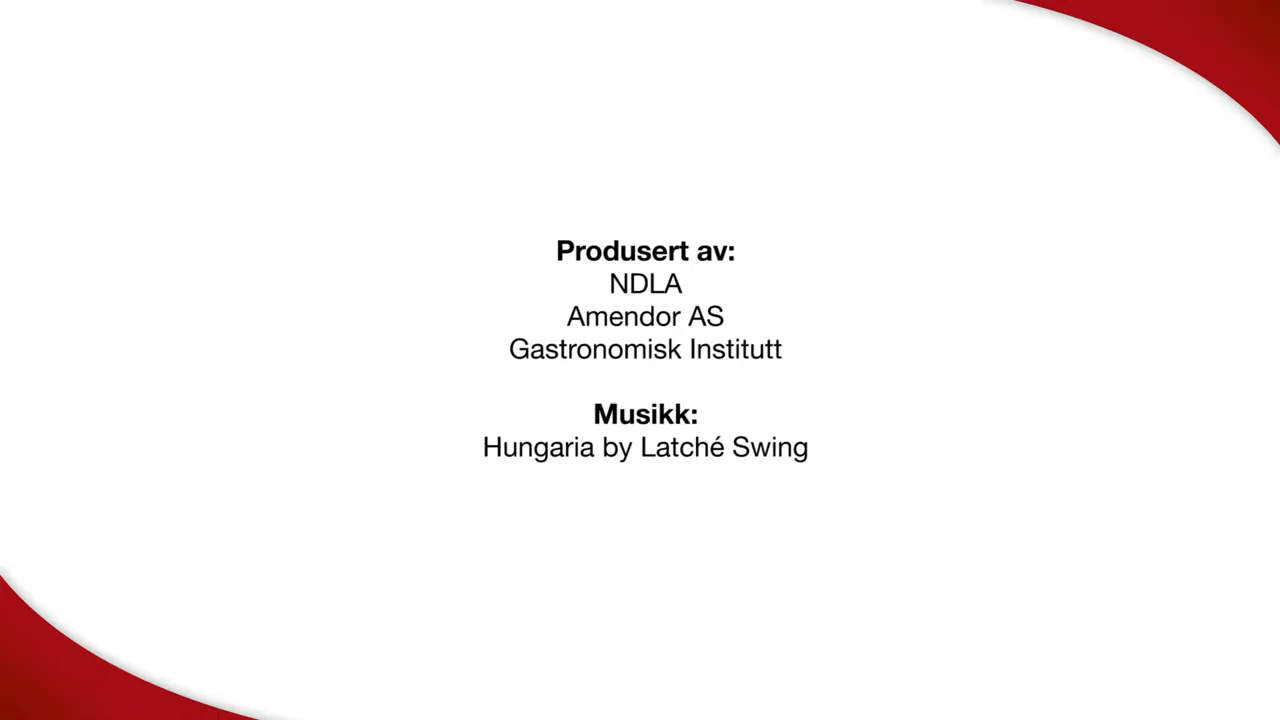 Produsert av:
NDLA
Amendor AS
Gastronomisk Institutt
Musikk:
Hungaria by Latché Swing